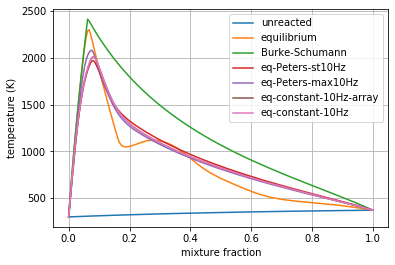 2500
2000
1500
1000
500
temperature (K)
unreacted
equilibrium
Burke-Schumann
eq-Peters-st10Hz
eq-Peters-max10Hz
eq-constant-10Hz-array
eq-constant-10Hz
0.0 0.2 0.4 0.6 0.8 1.0
mixture fraction